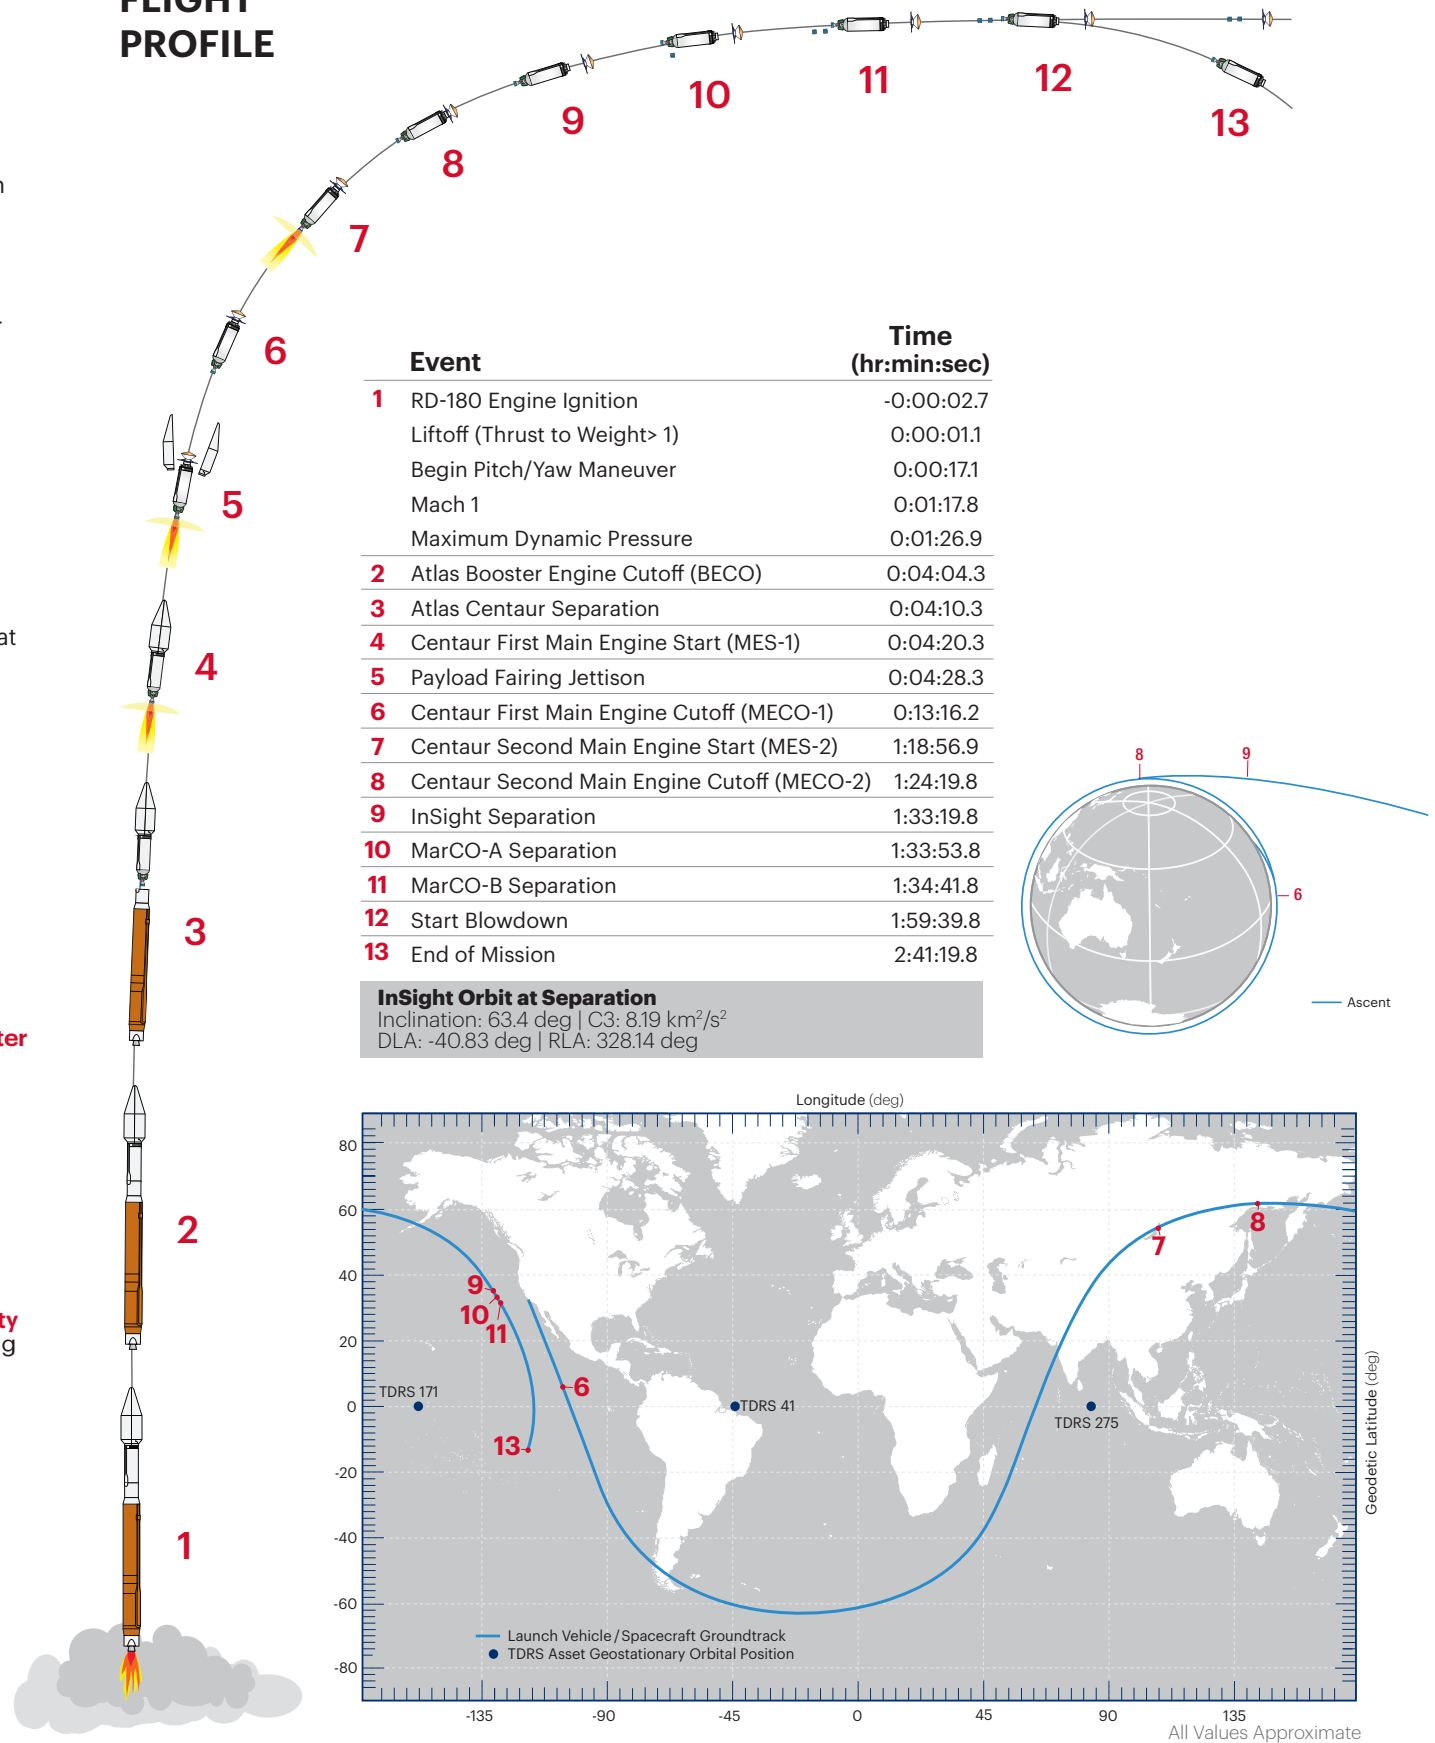 FLIGHT
PROFILE
13
12
11
10
9
8
7
6
5
4
3
2
1
at
ter
ty
g
Event Time (hr:min:sec)
1 RD-180 Engine Ignition -0:00:02.7
Liftoff (Thrust to Weight> 1) 0:00:01.1
Begin Pitch/Yaw Maneuver 0:00:17.1
Mach 1 0:01:17.8
Maximum Dynamic Pressure 0:01:26.9
2 Atlas Booster Engine Cutoff (BECO) 0:04:04.3
3 Atlas Centaur Separation 0:04:10.3
4 Centaur First Main Engine Start (MES-1) 0:04:20.3
5 Payload Fairing Jettison 0:04:28.3
6 Centaur First Main Engine Cutoff (MECO-1) 0:13:16.2
7 Centaur Second Main Engine Start (MES-2) 1:18:56.9
8 Centaur Second Main Engine Cutoff (MECO-2) 1:24:19.8
9 InSight Separation 1:33:19.8
10 MarCO-A Separation 1:33:53.8
11 MarCO-B Separation 1:34:41.8
12 Start Blowdown 1:59:39.8
13 End of Mission 2:41:19.8
InSight Orbit at Separation
Inclination: 63.4 deg | C3: 8.19 km²/s²
DLA: -40.83 deg | RLA: 328.14 deg
8
9
6
Ascent
Longitude (deg)
80
60
40
20
0
-20
-40
-60
-80
8
7
9
10
11
6
13
TDRS 171
TDRS 41
TDRS 275
Geodetic Latitude (deg)
Launch Vehicle/Spacecraft Groundtrack
TDRS Asset Geostationary Orbital Position
-135 -90 -45 0 45 90 135
All Values Approximate